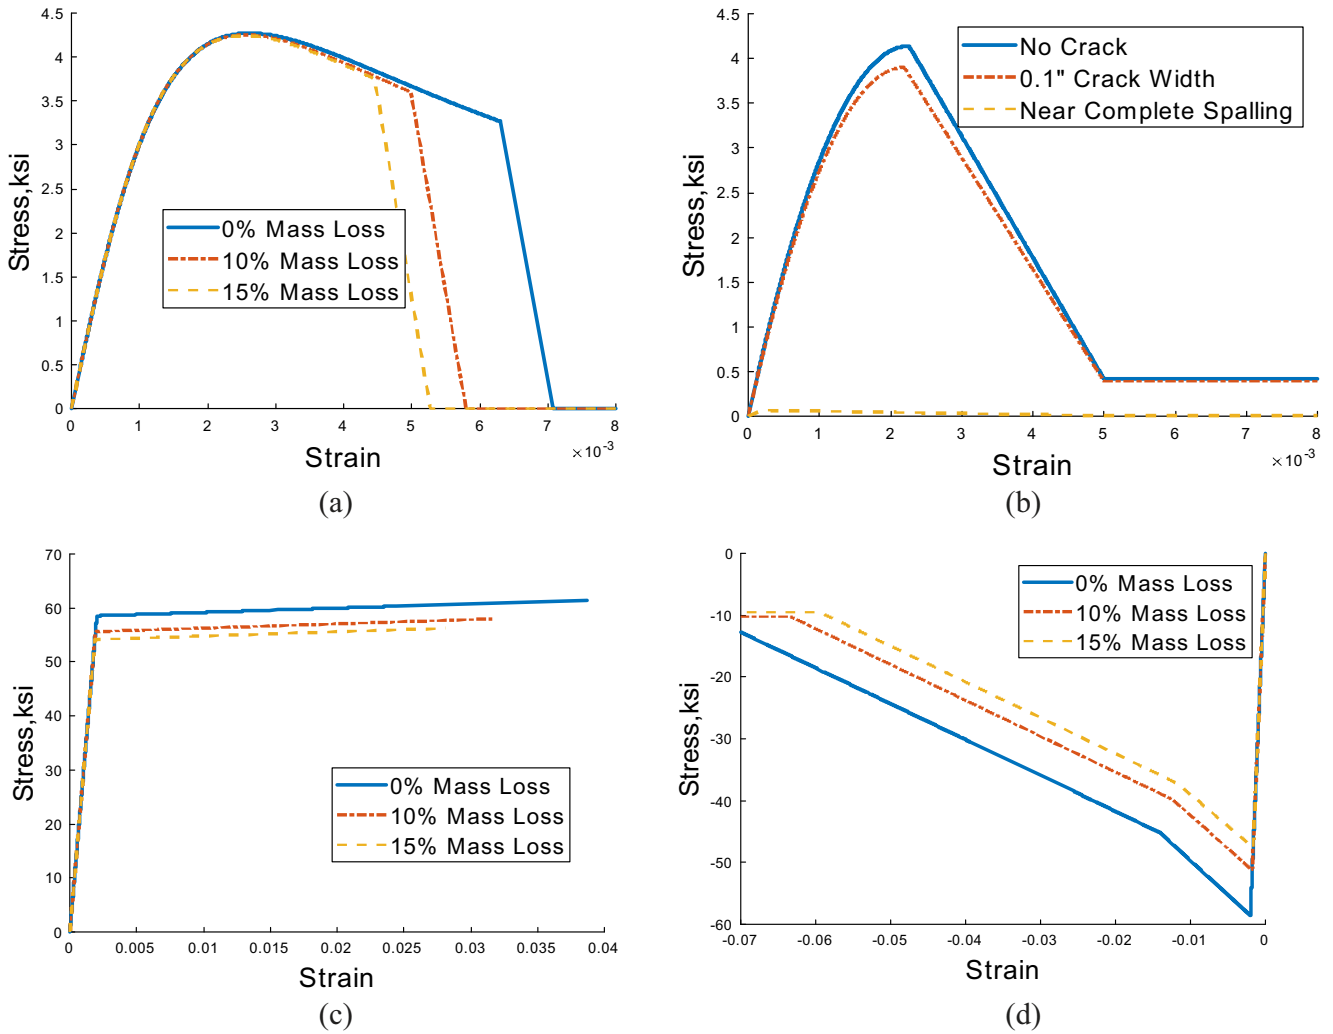 4.5
4
3.5
3
2.5
2
1.5
1
0.5
0
Stress,ksi
0% Mass Loss
10% Mass Loss
15% Mass Loss
0 1 2 3 4 5 6 7 8
Strain
×10⁻³
(a)
4.5
4
3.5
3
2.5
2
1.5
1
0.5
0
Stress,ksi
No Crack
0.1" Crack Width
Near Complete Spalling
0 1 2 3 4 5 6 7 8
Strain
×10⁻³
(b)
70
60
50
40
30
20
10
0
Stress,ksi
0% Mass Loss
10% Mass Loss
15% Mass Loss
0 0.005 0.01 0.015 0.02 0.025 0.03 0.035 0.04
Strain
(c)
0
-10
-20
-30
-40
-50
-60
Stress,ksi
0% Mass Loss
10% Mass Loss
15% Mass Loss
-0.07 -0.06 -0.05 -0.04 -0.03 -0.02 -0.01 0
Strain
(d)